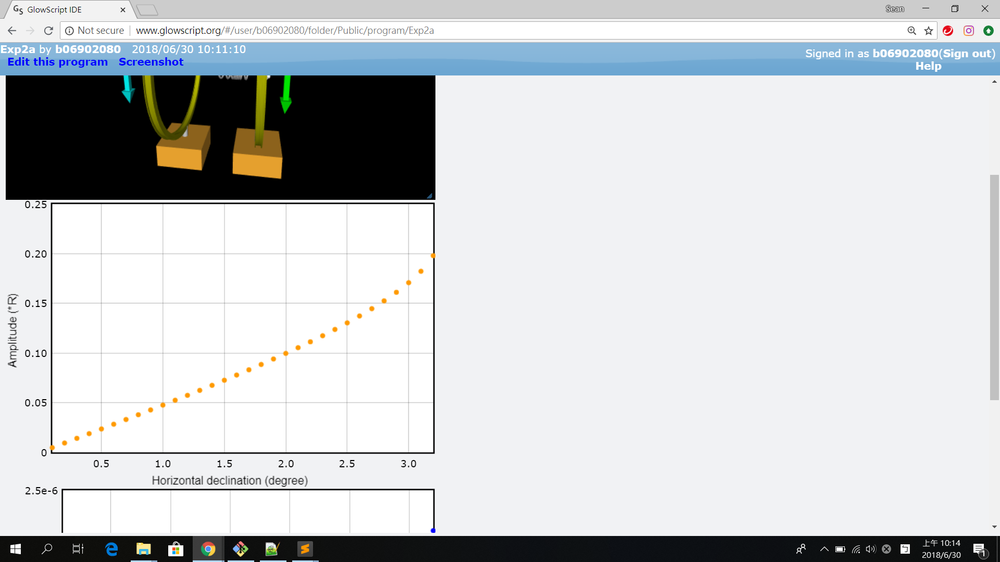 GlowScript IDE
Sean
Not secure
www.glowscript.org/#/user/b06902080/folder/Public/program/Exp2a
Exp2a by b06902080 2018/06/30 10:11:10
Edit this program Screenshot
Signed in as b06902080(Sign out)
Help
0.25
0.20
0.15
0.10
0.05
0
Amplitude (*R)
0.5 1.0 1.5 2.0 2.5 3.0
Horizontal declination (degree)
2.5e-6
上午 10:14
2018/6/30
1